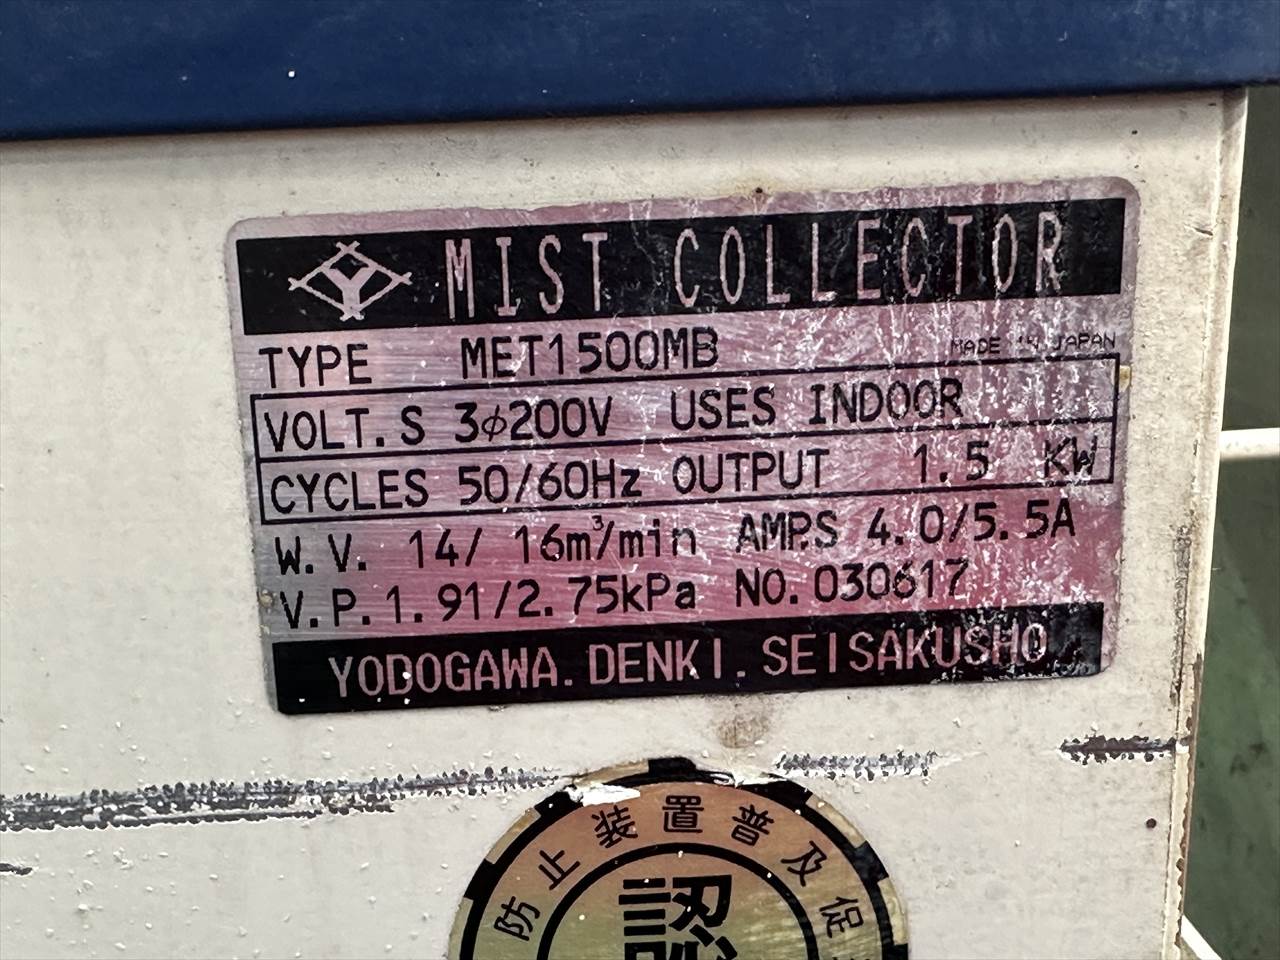 MIST COLLECTOR
TYPE MET1500MB MADE IN JAPAN
VOLT.S 3φ200V USES INDOOR
CYCLES 50/60Hz OUTPUT 1.5 KW
W.V. 14/ 16m³/min AMPS 4.0/5.5A
V.P. 1.91/2.75kPa NO. 030617
YODOGAWA. DENKI. SEISAKUSHO
防止装置普及促
認